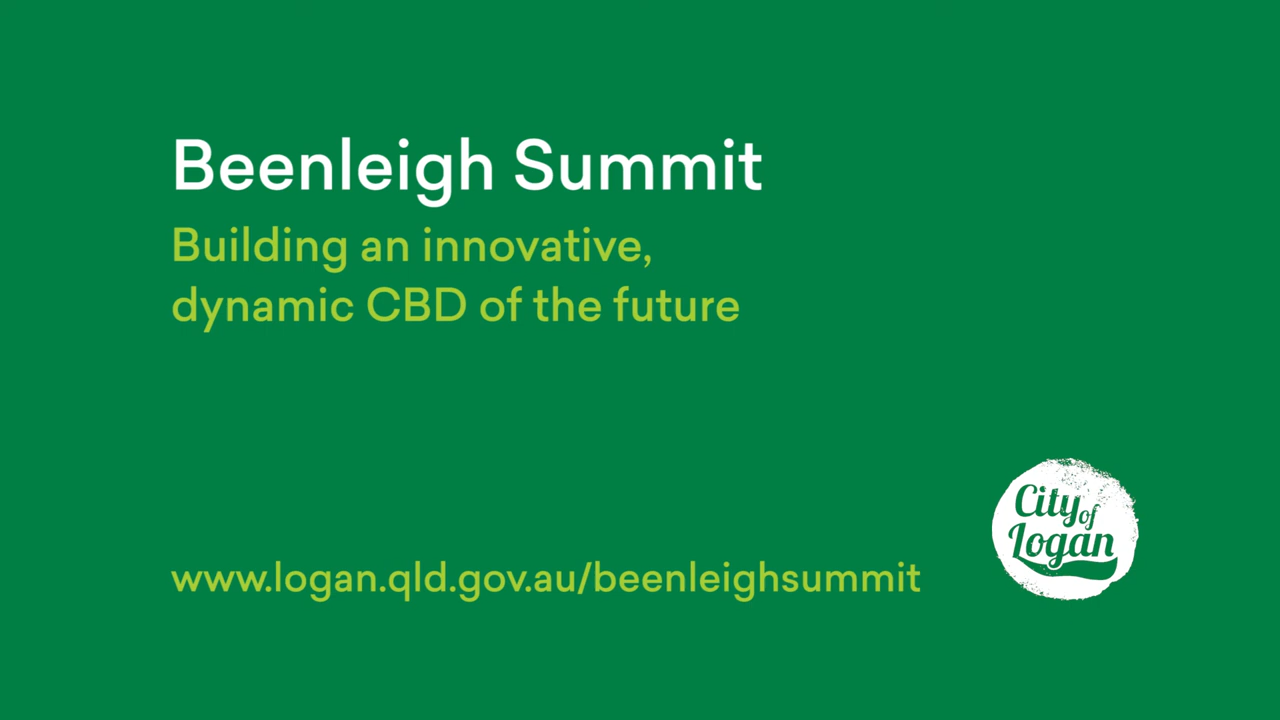 Beenleigh Summit
Building an innovative,
dynamic CBD of the future
www.logan.qld.gov.au/beenleighsummit
City of
Logan